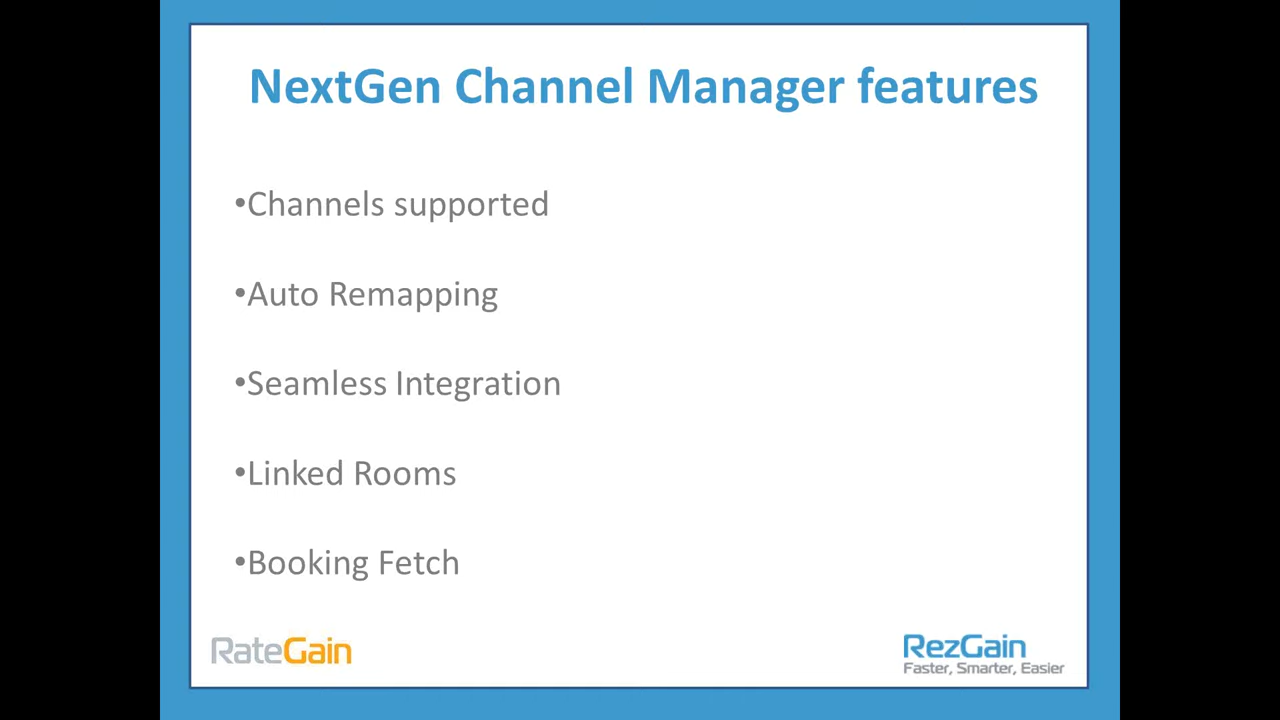 NextGen Channel Manager features
•Channels supported
•Auto Remapping
•Seamless Integration
•Linked Rooms
•Booking Fetch
RateGain
RezGain
Faster, Smarter, Easier